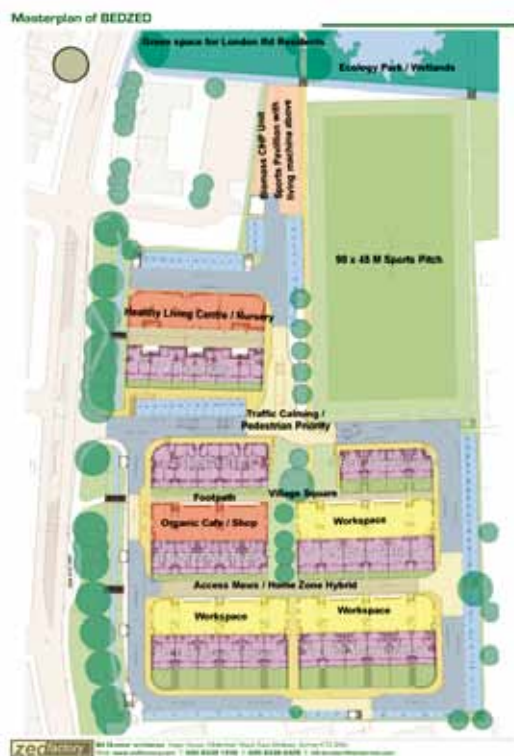 Masterplan of BEDZED
Green space for London Rd Residents
Ecology Park / Wetlands
Biomass CHP Unit
Sports Pavilion with
living machine above
90 x 45 M Sports Pitch
Healthy Living Centre / Nursery
Traffic Calming /
Pedestrian Priority
Footpath
Village Square
Organic Cafe / Shop
Workspace
Access Mews / Home Zone Hybrid
Workspace
Workspace
zedfactory